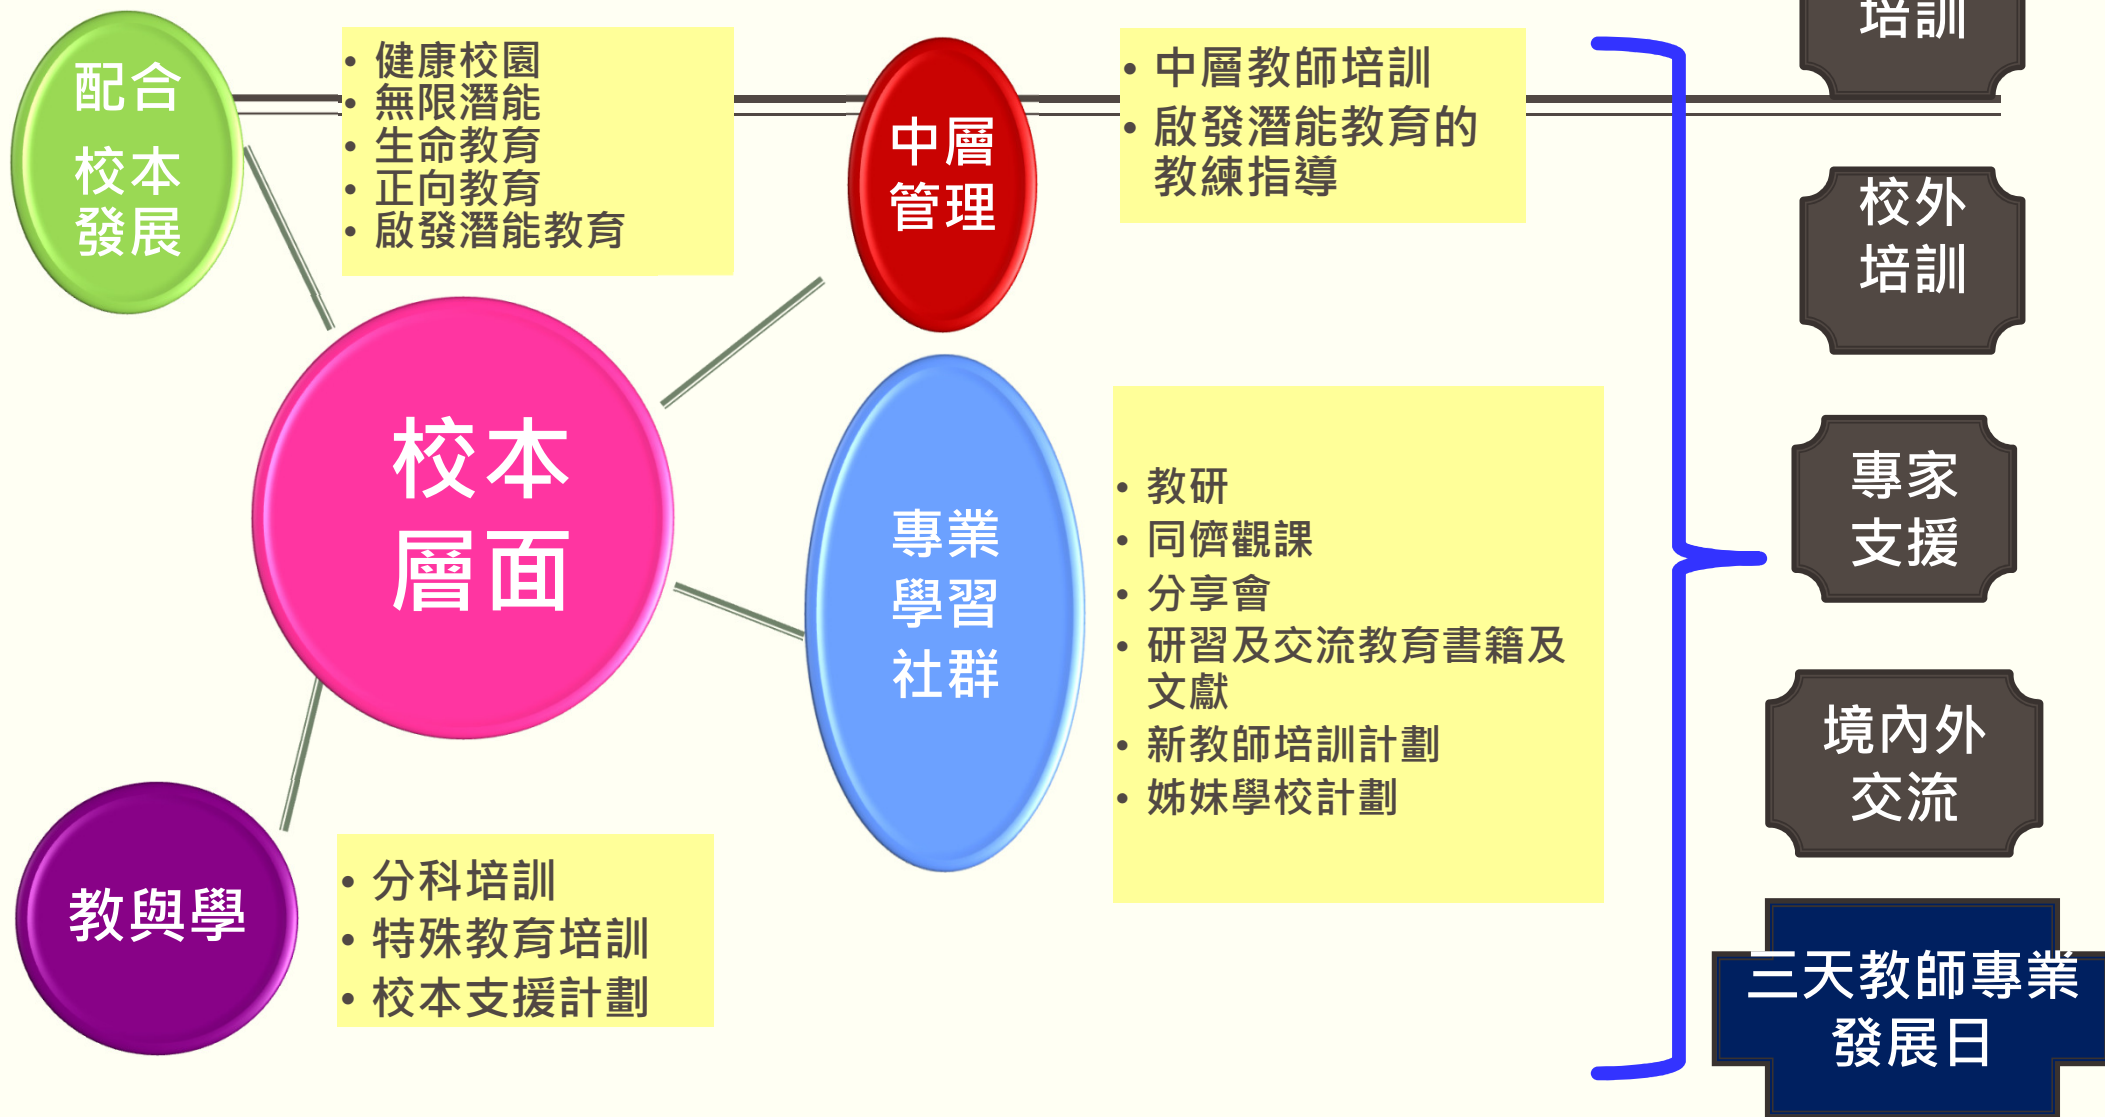 配合
校本
發展
• 健康校園
• 無限潛能
• 生命教育
• 正向教育
• 啟發潛能教育
中層
管理
• 中層教師培訓
• 啟發潛能教育的
教練指導
校本
層面
專業
學習
社群
• 教研
• 同儕觀課
• 分享會
• 研習及交流教育書籍及
文獻
• 新教師培訓計劃
• 姊妹學校計劃
教與學
• 分科培訓
• 特殊教育培訓
• 校本支援計劃
培訓
校外
培訓
專家
支援
境內外
交流
三天教師專業
發展日